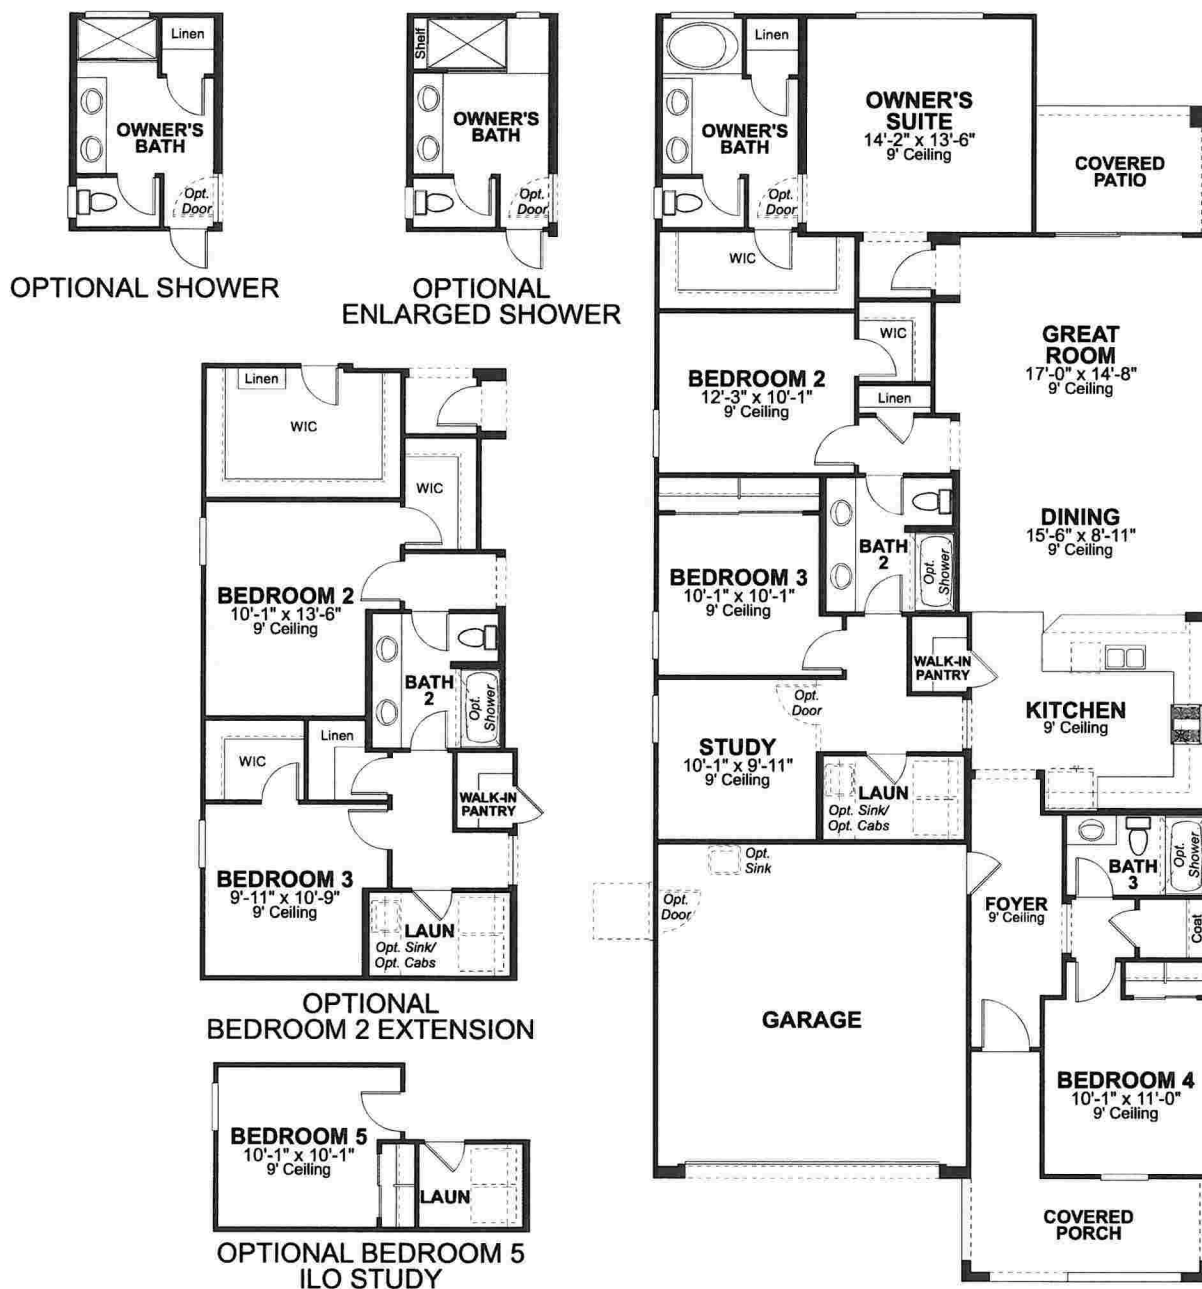 Linen
OWNER'S
BATH
Opt.
Door
OPTIONAL SHOWER
Shelf
OWNER'S
BATH
Opt.
Door
OPTIONAL
ENLARGED SHOWER
Linen
WIC
WIC
BEDROOM 2
10'-1" x 13'-6"
9' Ceiling
BATH
2
Opt.
Shower
WIC
Linen
WALK-IN
PANTRY
BEDROOM 3
9'-11" x 10'-9"
9' Ceiling
LAUN
Opt. Sink/
Opt. Cabs
OPTIONAL
BEDROOM 2 EXTENSION
BEDROOM 5
10'-1" x 10'-1"
9' Ceiling
LAUN
OPTIONAL BEDROOM 5
ILO STUDY
Linen
OWNER'S
BATH
Opt.
Door
OWNER'S
SUITE
14'-2" x 13'-6"
9' Ceiling
COVERED
PATIO
WIC
WIC
GREAT
ROOM
17'-0" x 14'-8"
9' Ceiling
BEDROOM 2
12'-3" x 10'-1"
9' Ceiling
Linen
DINING
15'-6" x 8'-11"
9' Ceiling
BATH
2
Opt.
Shower
BEDROOM 3
10'-1" x 10'-1"
9' Ceiling
WALK-IN
PANTRY
Opt.
Door
KITCHEN
9' Ceiling
STUDY
10'-1" x 9'-11"
9' Ceiling
LAUN
Opt. Sink/
Opt. Cabs
Opt.
Sink
Opt.
Door
BATH
3
Opt.
Shower
FOYER
9' Ceiling
Coat
GARAGE
BEDROOM 4
10'-1" x 11'-0"
9' Ceiling
COVERED
PORCH